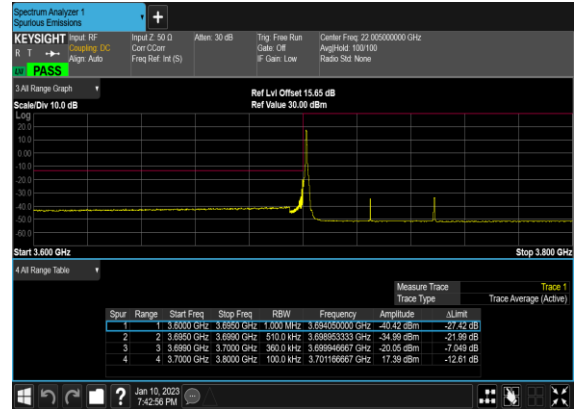 Spectrum Analyzer 1
Spurious Emissions
KEYSIGHT Input: RF Input Z: 50 Ω Atten: 30 dB Trig: Free Run Center Freq: 22.005000000 GHz
Coupling: DC Corr CCorr Gate: Off Avg|Hold: 100/100
R T Align: Auto Freq Ref: Int (S) IF Gain: Low Radio Std: None
PASS
3 All Range Graph
Ref Lvl Offset 15.65 dB
Scale/Div 10.0 dB Ref Value 30.00 dBm
Log
20.0
10.0
0.00
-10.0
-20.0
-30.0
-40.0
-50.0
-60.0
Start 3.600 GHz Stop 3.800 GHz
4 All Range Table
Measure Trace Trace 1
Trace Type Trace Average (Active)
Spur Range Start Freq Stop Freq RBW Frequency Amplitude ΔLimit
1 1 3.6000 GHz 3.6950 GHz 1.000 MHz 3.694050000 GHz -40.42 dBm -27.42 dB
2 2 3.6950 GHz 3.6990 GHz 510.0 kHz 3.698953333 GHz -34.99 dBm -21.99 dB
3 3 3.6990 GHz 3.7000 GHz 360.0 kHz 3.699946667 GHz -20.05 dBm -7.049 dB
4 4 3.7000 GHz 3.8000 GHz 100.0 kHz 3.701166667 GHz 17.39 dBm -12.61 dB
Jan 10, 2023
7:42:56 PM